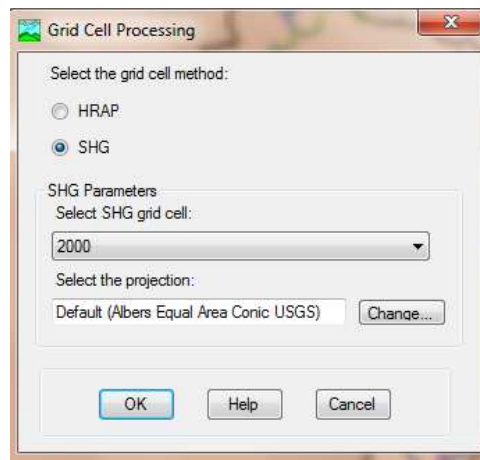 Grid Cell Processing
Select the grid cell method:
HRAP
SHG
SHG Parameters
Select SHG grid cell:
2000
Select the projection:
Default (Albers Equal Area Conic USGS)
Change...
OK
Help
Cancel